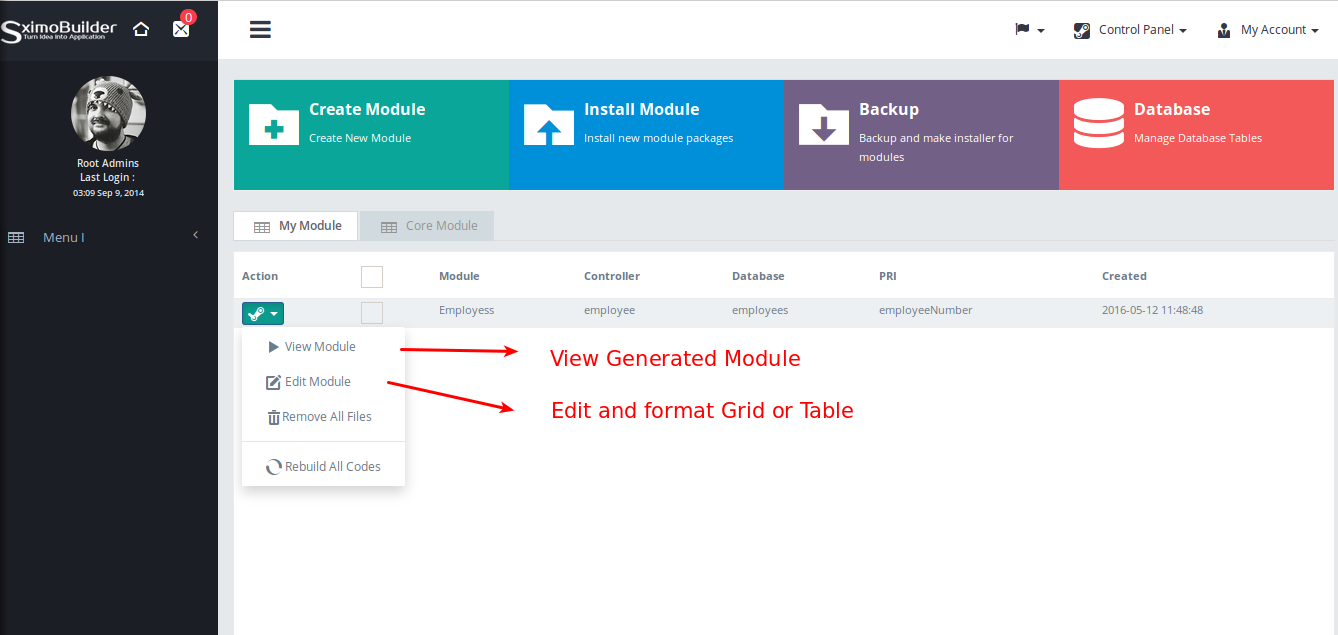 SximoBuilder
Turn Idea Into Application
0
Control Panel
My Account
Root Admins
Last Login :
03:09 Sep 9, 2014
Menu I
Create Module
Create New Module
Install Module
Install new module packages
Backup
Backup and make installer for
modules
Database
Manage Database Tables
My Module
Core Module
Action Module Controller Database PRI Created
Employess employee employees employeeNumber 2016-05-12 11:48:48
View Module
Edit Module
Remove All Files
Rebuild All Codes
View Generated Module
Edit and format Grid or Table